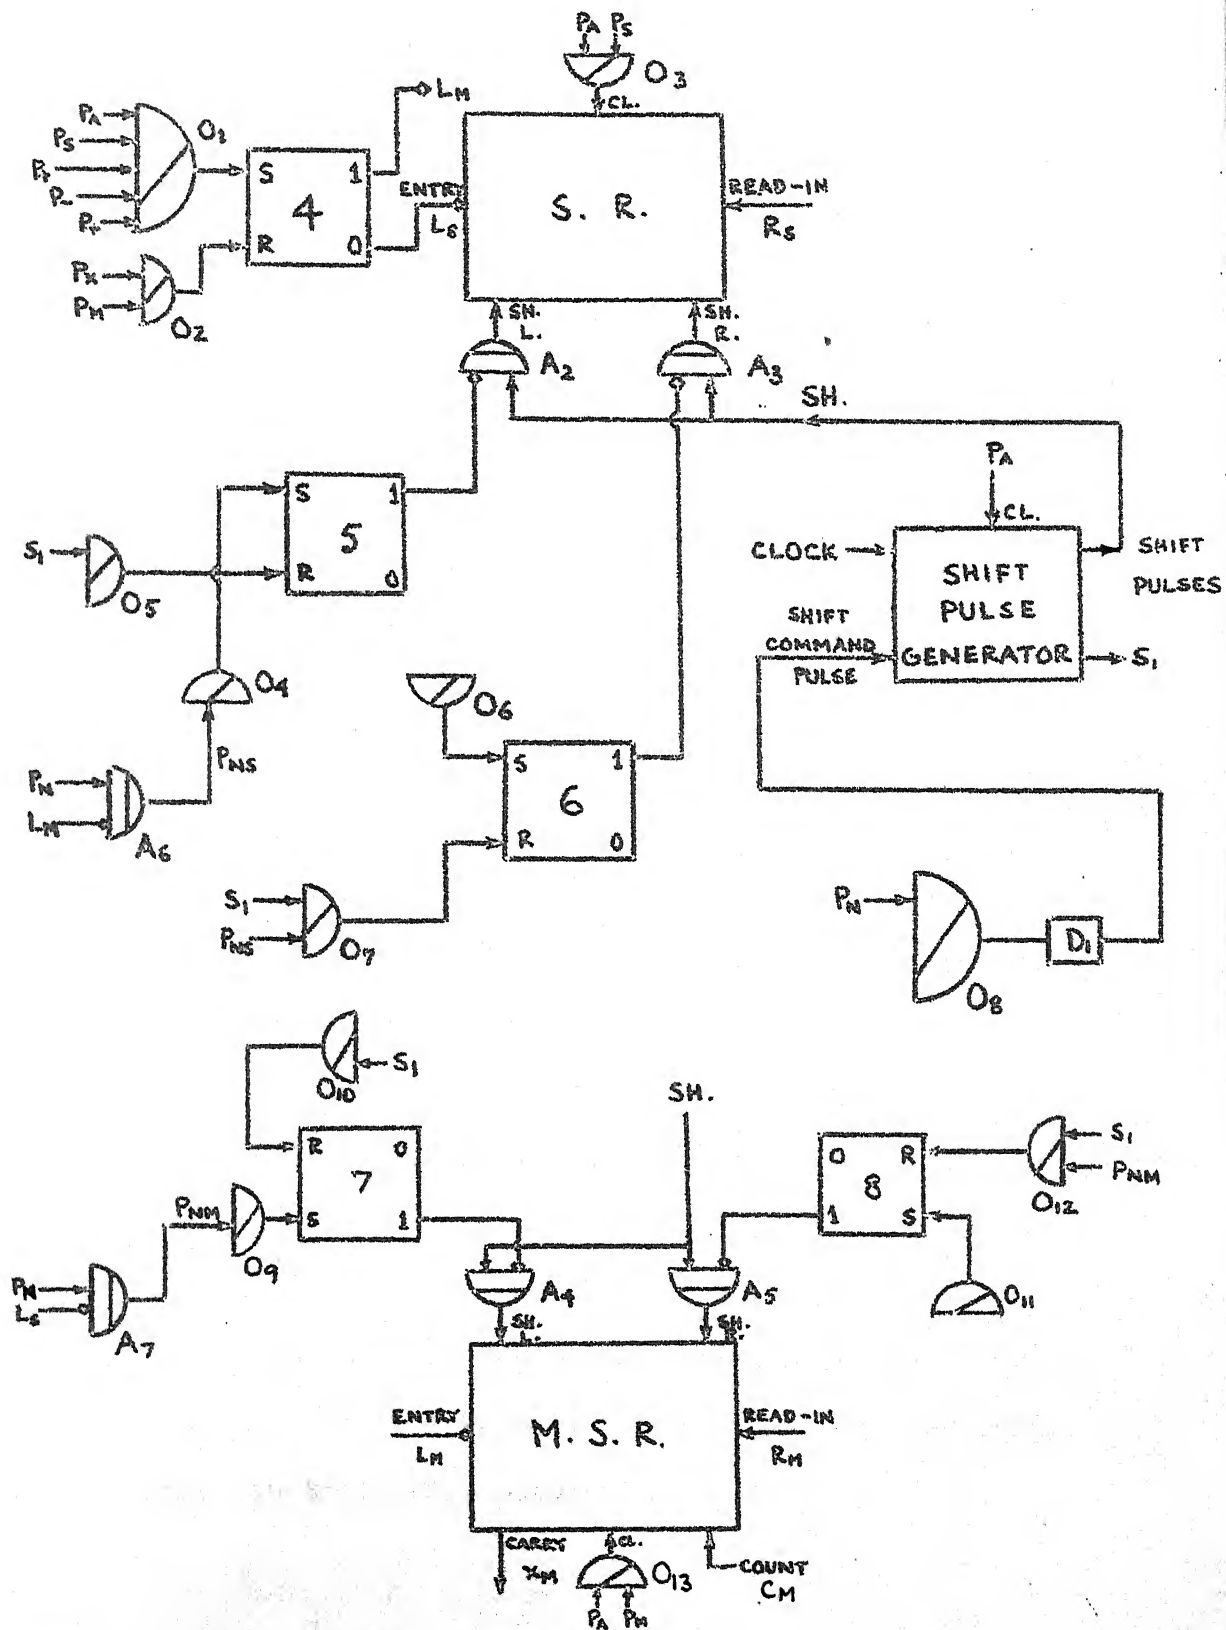 PA PS
O3
CL.
LM
PA
PS
P+
P-
P÷
O1
S 1
4
R 0
PX
PM
O2
ENTRY
LS
S. R.
READ-IN
RS
SH. L.
SH. R.
A2
A3
SH.
PA
CL.
CLOCK
SHIFT PULSE GENERATOR
SHIFT PULSES
SHIFT COMMAND PULSE
S1
S 1
5
R 0
S1
O5
O4
PNS
PN
LM
A6
O6
S 1
6
R 0
S1
PNS
O7
PN
O8
D1
O10
S1
R 0
7
S 1
PNM
O9
PN
LS
A7
SH.
0 R
8
1 S
S1
PNM
O12
O11
A4
A5
SH. L.
SH.
ENTRY
LM
M. S. R.
READ-IN
RM
CARRY
XM
CL.
O13
PA PM
COUNT
CM